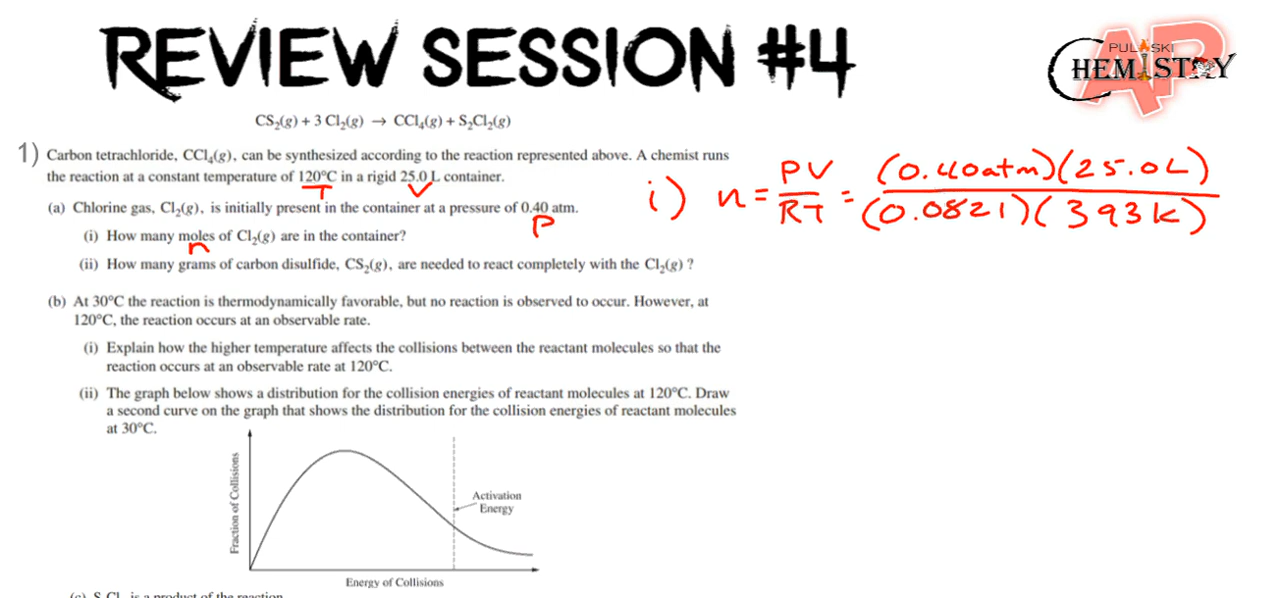 REVIEW SESSION #4
PULASKI
AP
CHEMISTRY
CS₂(g) + 3 Cl₂(g) → CCl₄(g) + S₂Cl₂(g)
1) Carbon tetrachloride, CCl₄(g), can be synthesized according to the reaction represented above. A chemist runs
the reaction at a constant temperature of 120°C in a rigid 25.0 L container.
T V
(a) Chlorine gas, Cl₂(g), is initially present in the container at a pressure of 0.40 atm.
P
(i) How many moles of Cl₂(g) are in the container?
n
(ii) How many grams of carbon disulfide, CS₂(g), are needed to react completely with the Cl₂(g) ?
i) n = PV/RT = (0.40atm)(25.0L)/(0.0821)(393K)
(b) At 30°C the reaction is thermodynamically favorable, but no reaction is observed to occur. However, at
120°C, the reaction occurs at an observable rate.
(i) Explain how the higher temperature affects the collisions between the reactant molecules so that the
reaction occurs at an observable rate at 120°C.
(ii) The graph below shows a distribution for the collision energies of reactant molecules at 120°C. Draw
a second curve on the graph that shows the distribution for the collision energies of reactant molecules
at 30°C.
Fraction of Collisions
Activation
Energy
Energy of Collisions
(c) S₂Cl₂ is a product of the reaction.